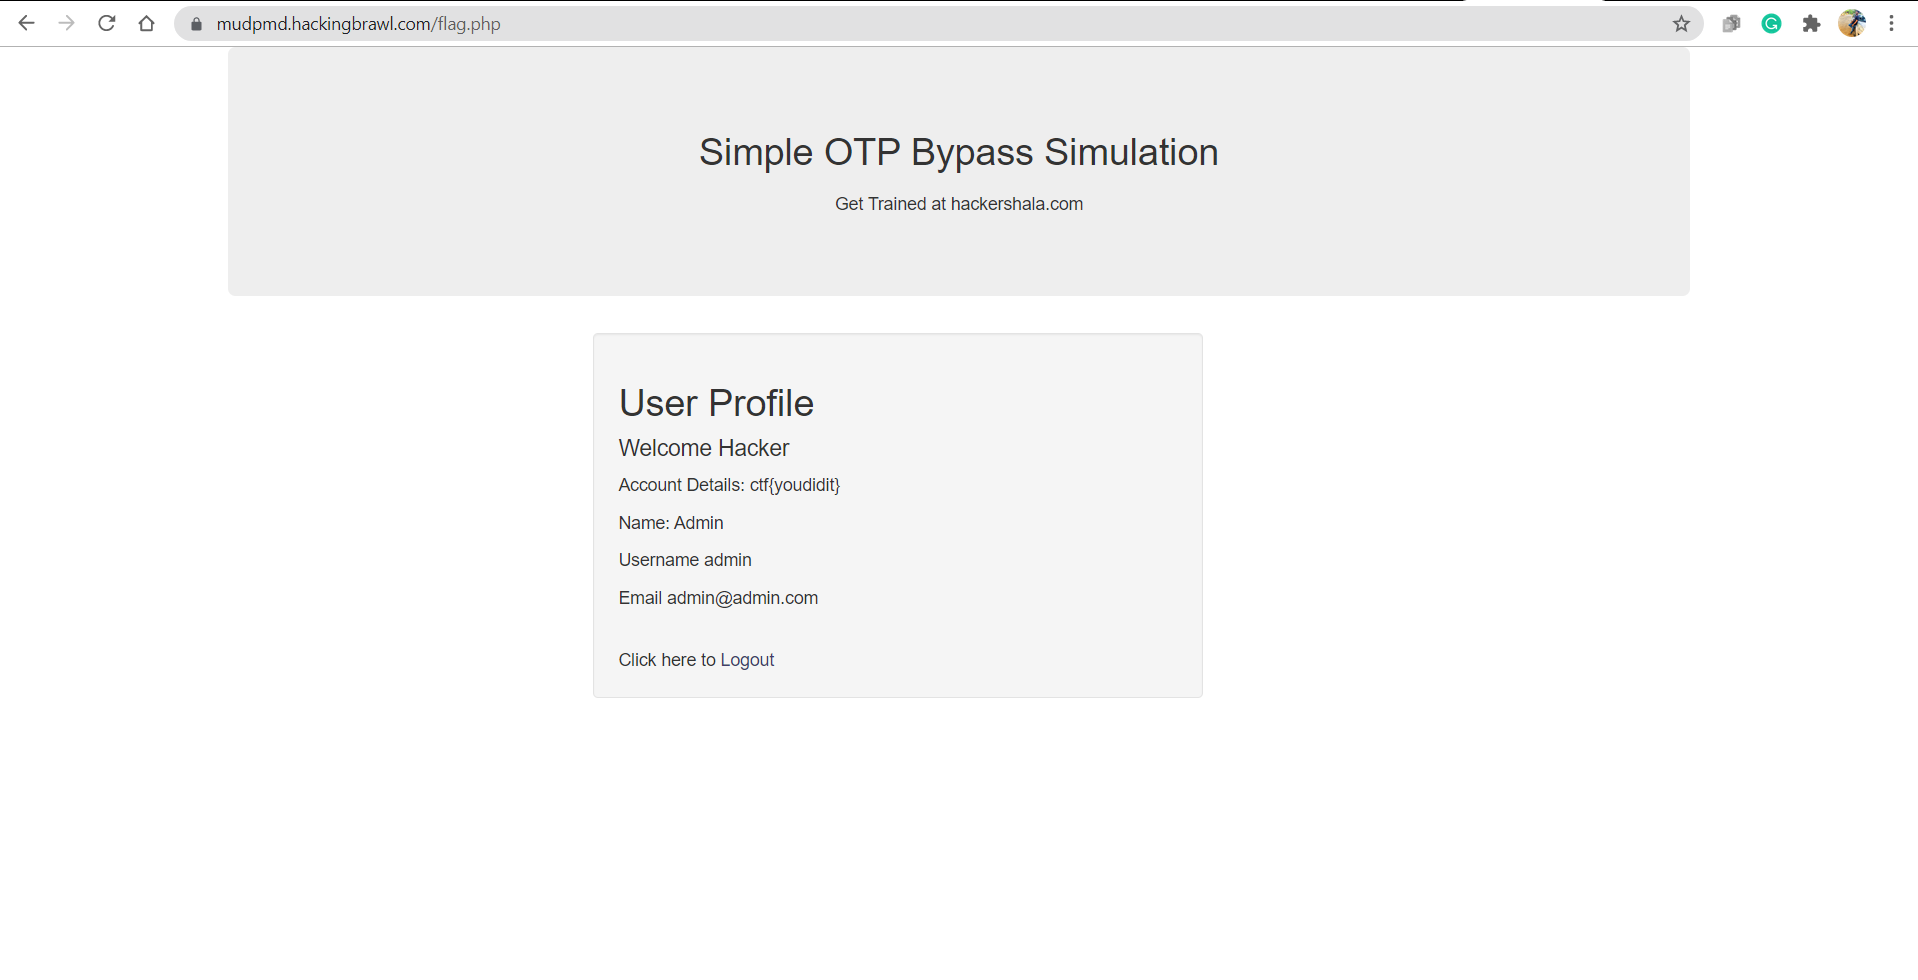 mudpmd.hackingbrawl.com/flag.php
Simple OTP Bypass Simulation
Get Trained at hackershala.com
User Profile
Welcome Hacker
Account Details: ctf{youdidit}
Name: Admin
Username admin
Email admin@admin.com
Click here to Logout